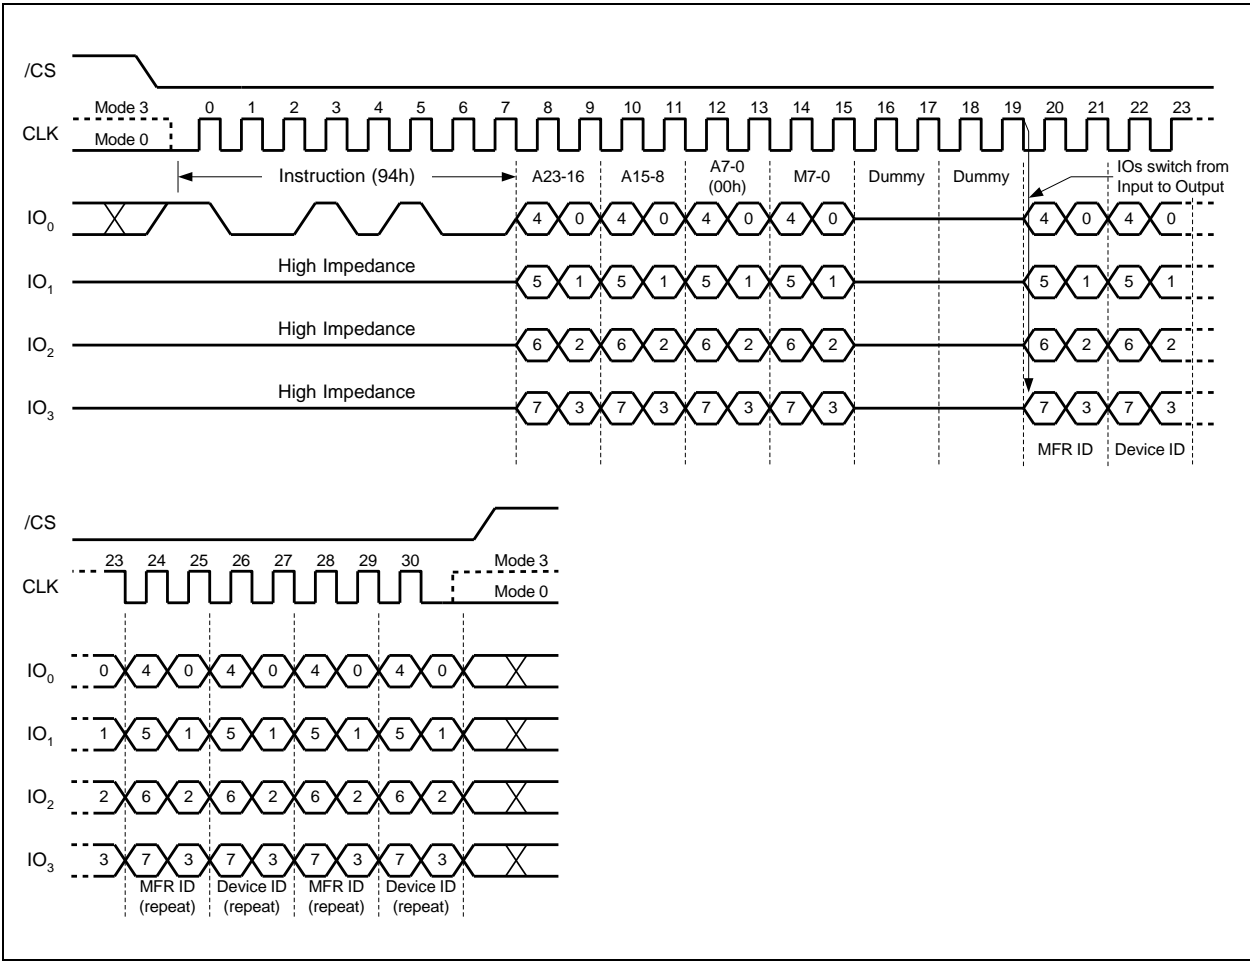 /CS
Mode 3 0 1 2 3 4 5 6 7 8 9 10 11 12 13 14 15 16 17 18 19 20 21 22 23
CLK
Mode 0
Instruction (94h) A23-16 A15-8 A7-0 (00h) M7-0 Dummy Dummy IOs switch from
Input to Output
IO0 4 0 4 0 4 0 4 0 4 0 4 0
High Impedance
IO1 5 1 5 1 5 1 5 1 5 1 5 1
High Impedance
IO2 6 2 6 2 6 2 6 2 6 2 6 2
High Impedance
IO3 7 3 7 3 7 3 7 3 7 3 7 3
MFR ID Device ID
/CS
23 24 25 26 27 28 29 30 Mode 3
CLK
Mode 0
IO0 0 4 0 4 0 4 0 4 0
IO1 1 5 1 5 1 5 1 5 1
IO2 2 6 2 6 2 6 2 6 2
IO3 3 7 3 7 3 7 3 7 3
MFR ID Device ID MFR ID Device ID
(repeat) (repeat) (repeat) (repeat)